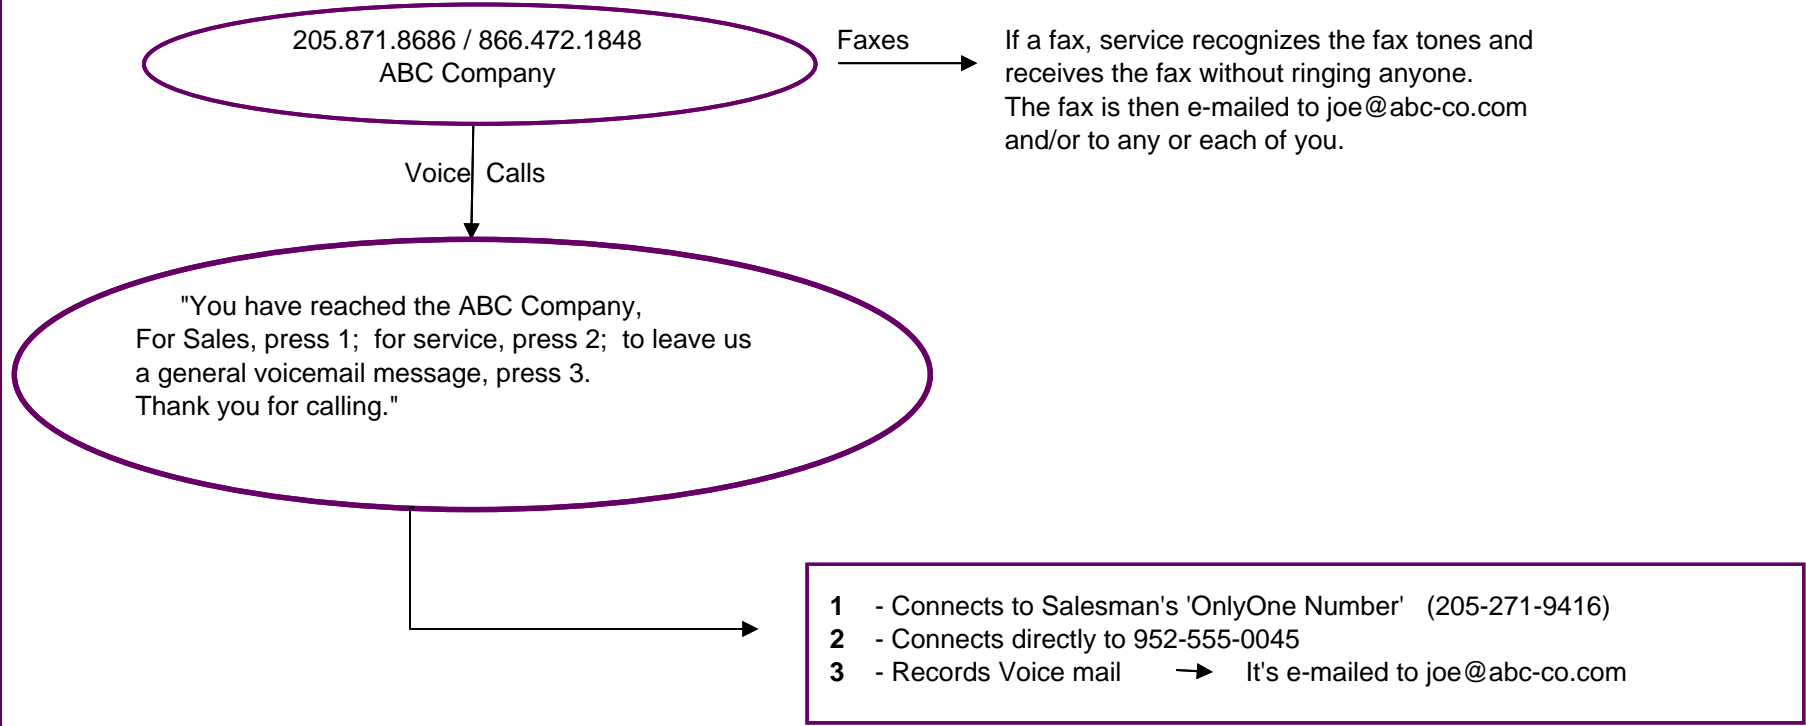 205.871.8686 / 866.472.1848
ABC Company
Faxes
If a fax, service recognizes the fax tones and
receives the fax without ringing anyone.
The fax is then e-mailed to joe@abc-co.com
and/or to any or each of you.
Voice Calls
"You have reached the ABC Company,
For Sales, press 1; for service, press 2; to leave us
a general voicemail message, press 3.
Thank you for calling."
1 - Connects to Salesman's 'OnlyOne Number' (205-271-9416)
2 - Connects directly to 952-555-0045
3 - Records Voice mail It's e-mailed to joe@abc-co.com